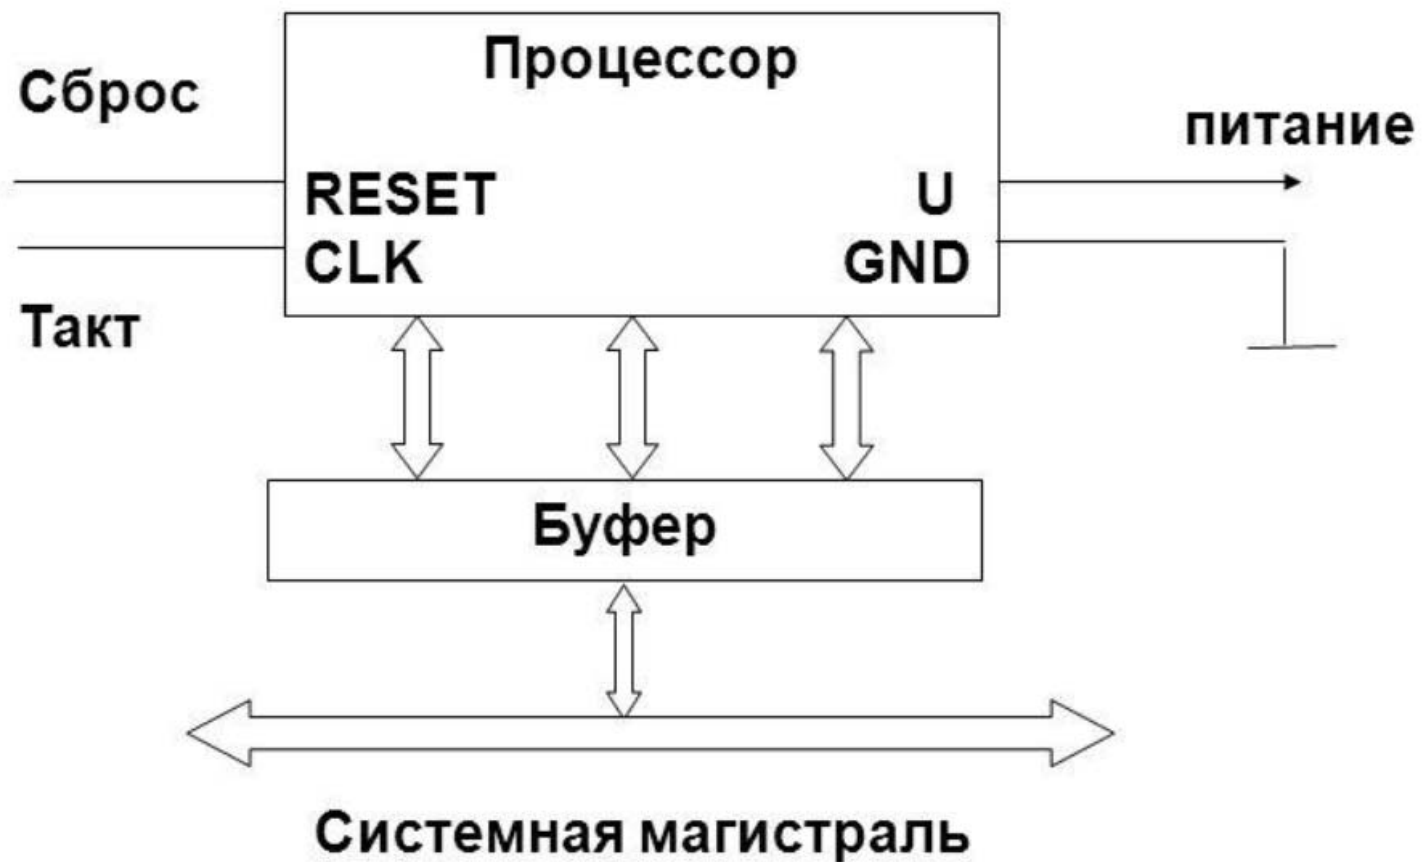 Процессор
Сброс
питание
RESET
U
CLK
GND
Такт
Буфер
Системная магистраль